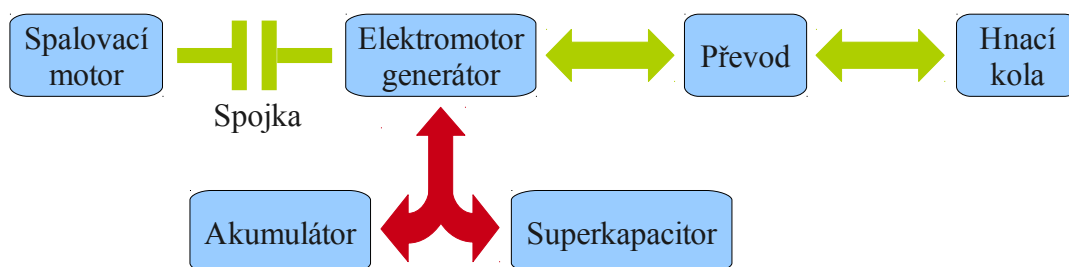 Spalovací
motor
Spojka
Elektromotor
generátor
Převod
Hnací
kola
Akumulátor
Superkapacitor